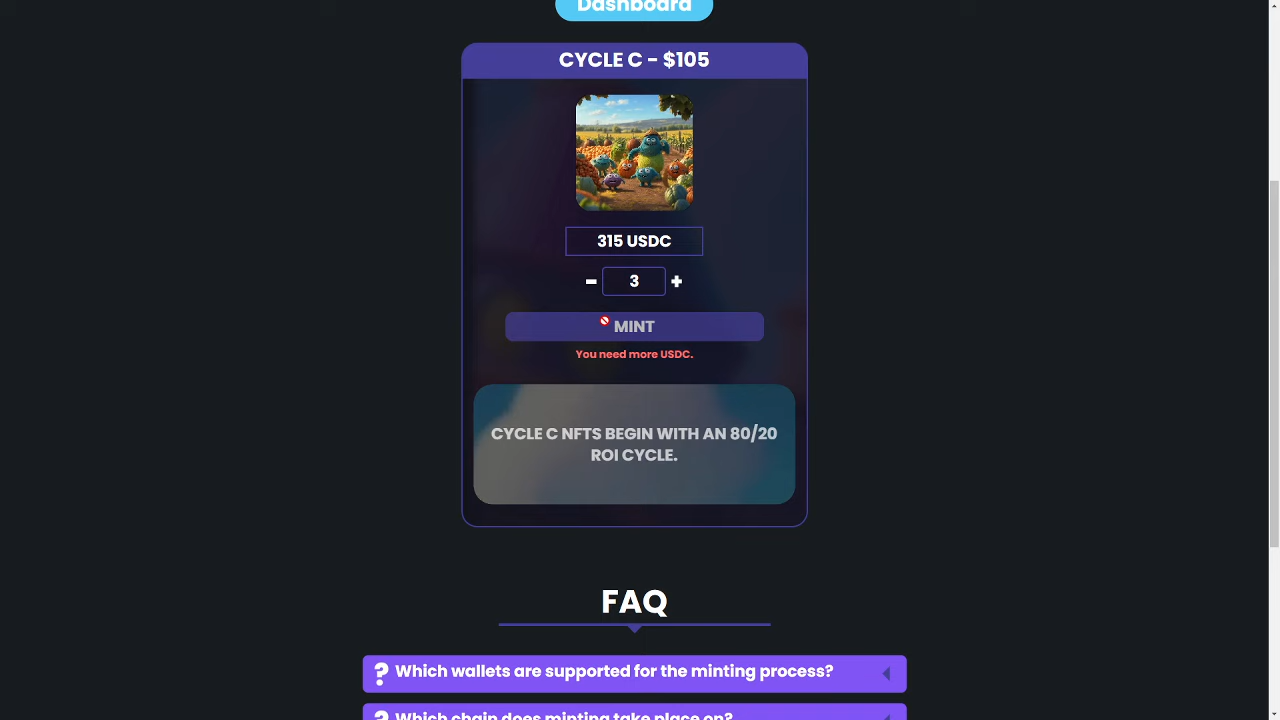 Dashboard
CYCLE C - $105
315 USDC
- 3 +
MINT
You need more USDC.
CYCLE C NFTS BEGIN WITH AN 80/20
ROI CYCLE.
FAQ
? Which wallets are supported for the minting process?
? Which chain does minting take place on?